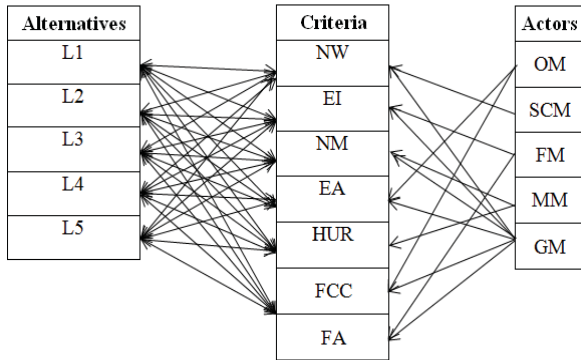 Alternatives
L1
L2
L3
L4
L5
Criteria
NW
EI
NM
EA
HUR
FCC
FA
Actors
OM
SCM
FM
MM
GM